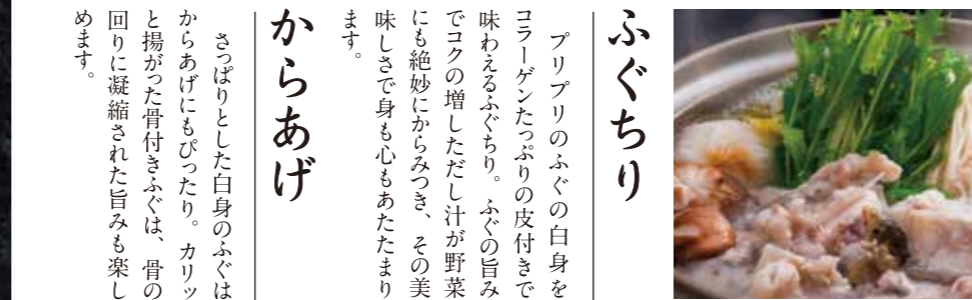 ふぐちり
プリプリのふぐの白身を
コラーゲンたっぷりの皮付きで
味わえるふぐちり。ふぐの旨み
でコクの増しただし汁が野菜
にも絶妙にからみつき、その美
味しさで身も心もあたたまり
ます。
からあげ
さっぱりとした白身のふぐは
からあげにもぴったり。カリッ
と揚がった骨付きふぐは、骨の
回りに凝縮された旨みも楽し
めます。